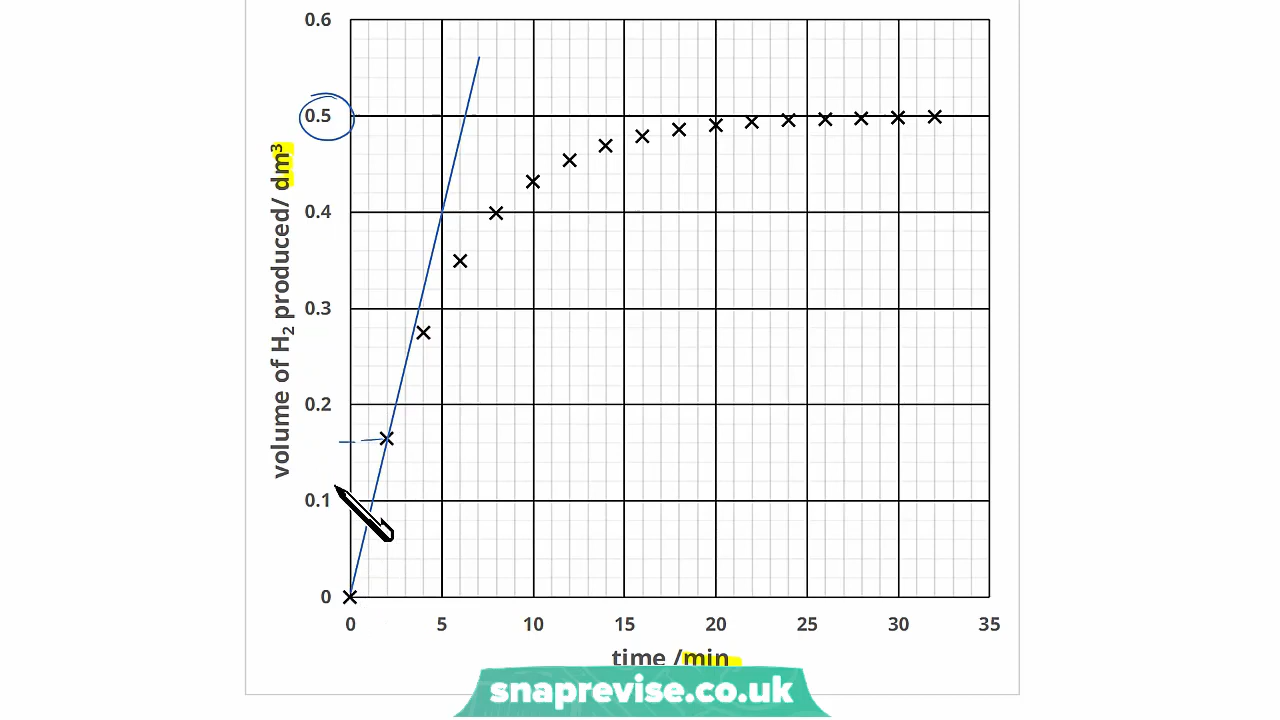 0.6
0.5
0.4
0.3
0.2
0.1
0
volume of H₂ produced/ dm³
0 5 10 15 20 25 30 35
time /min
snaprevise.co.uk